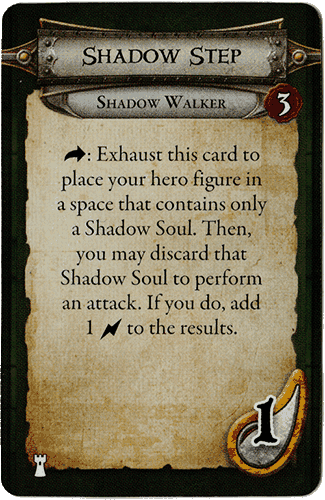 SHADOW STEP
SHADOW WALKER
3
: Exhaust this card to
place your hero figure in
a space that contains only
a Shadow Soul. Then,
you may discard that
Shadow Soul to perform
an attack. If you do, add
1 to the results.
1